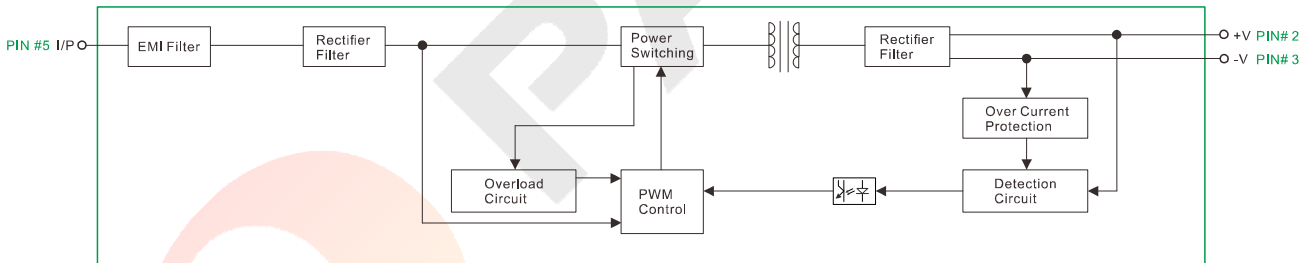 PIN #5 I/P
EMI Filter
Rectifier
Filter
Power
Switching
Rectifier
Filter
+V PIN# 2
-V PIN# 3
Over Current
Protection
Overload
Circuit
PWM
Control
Detection
Circuit